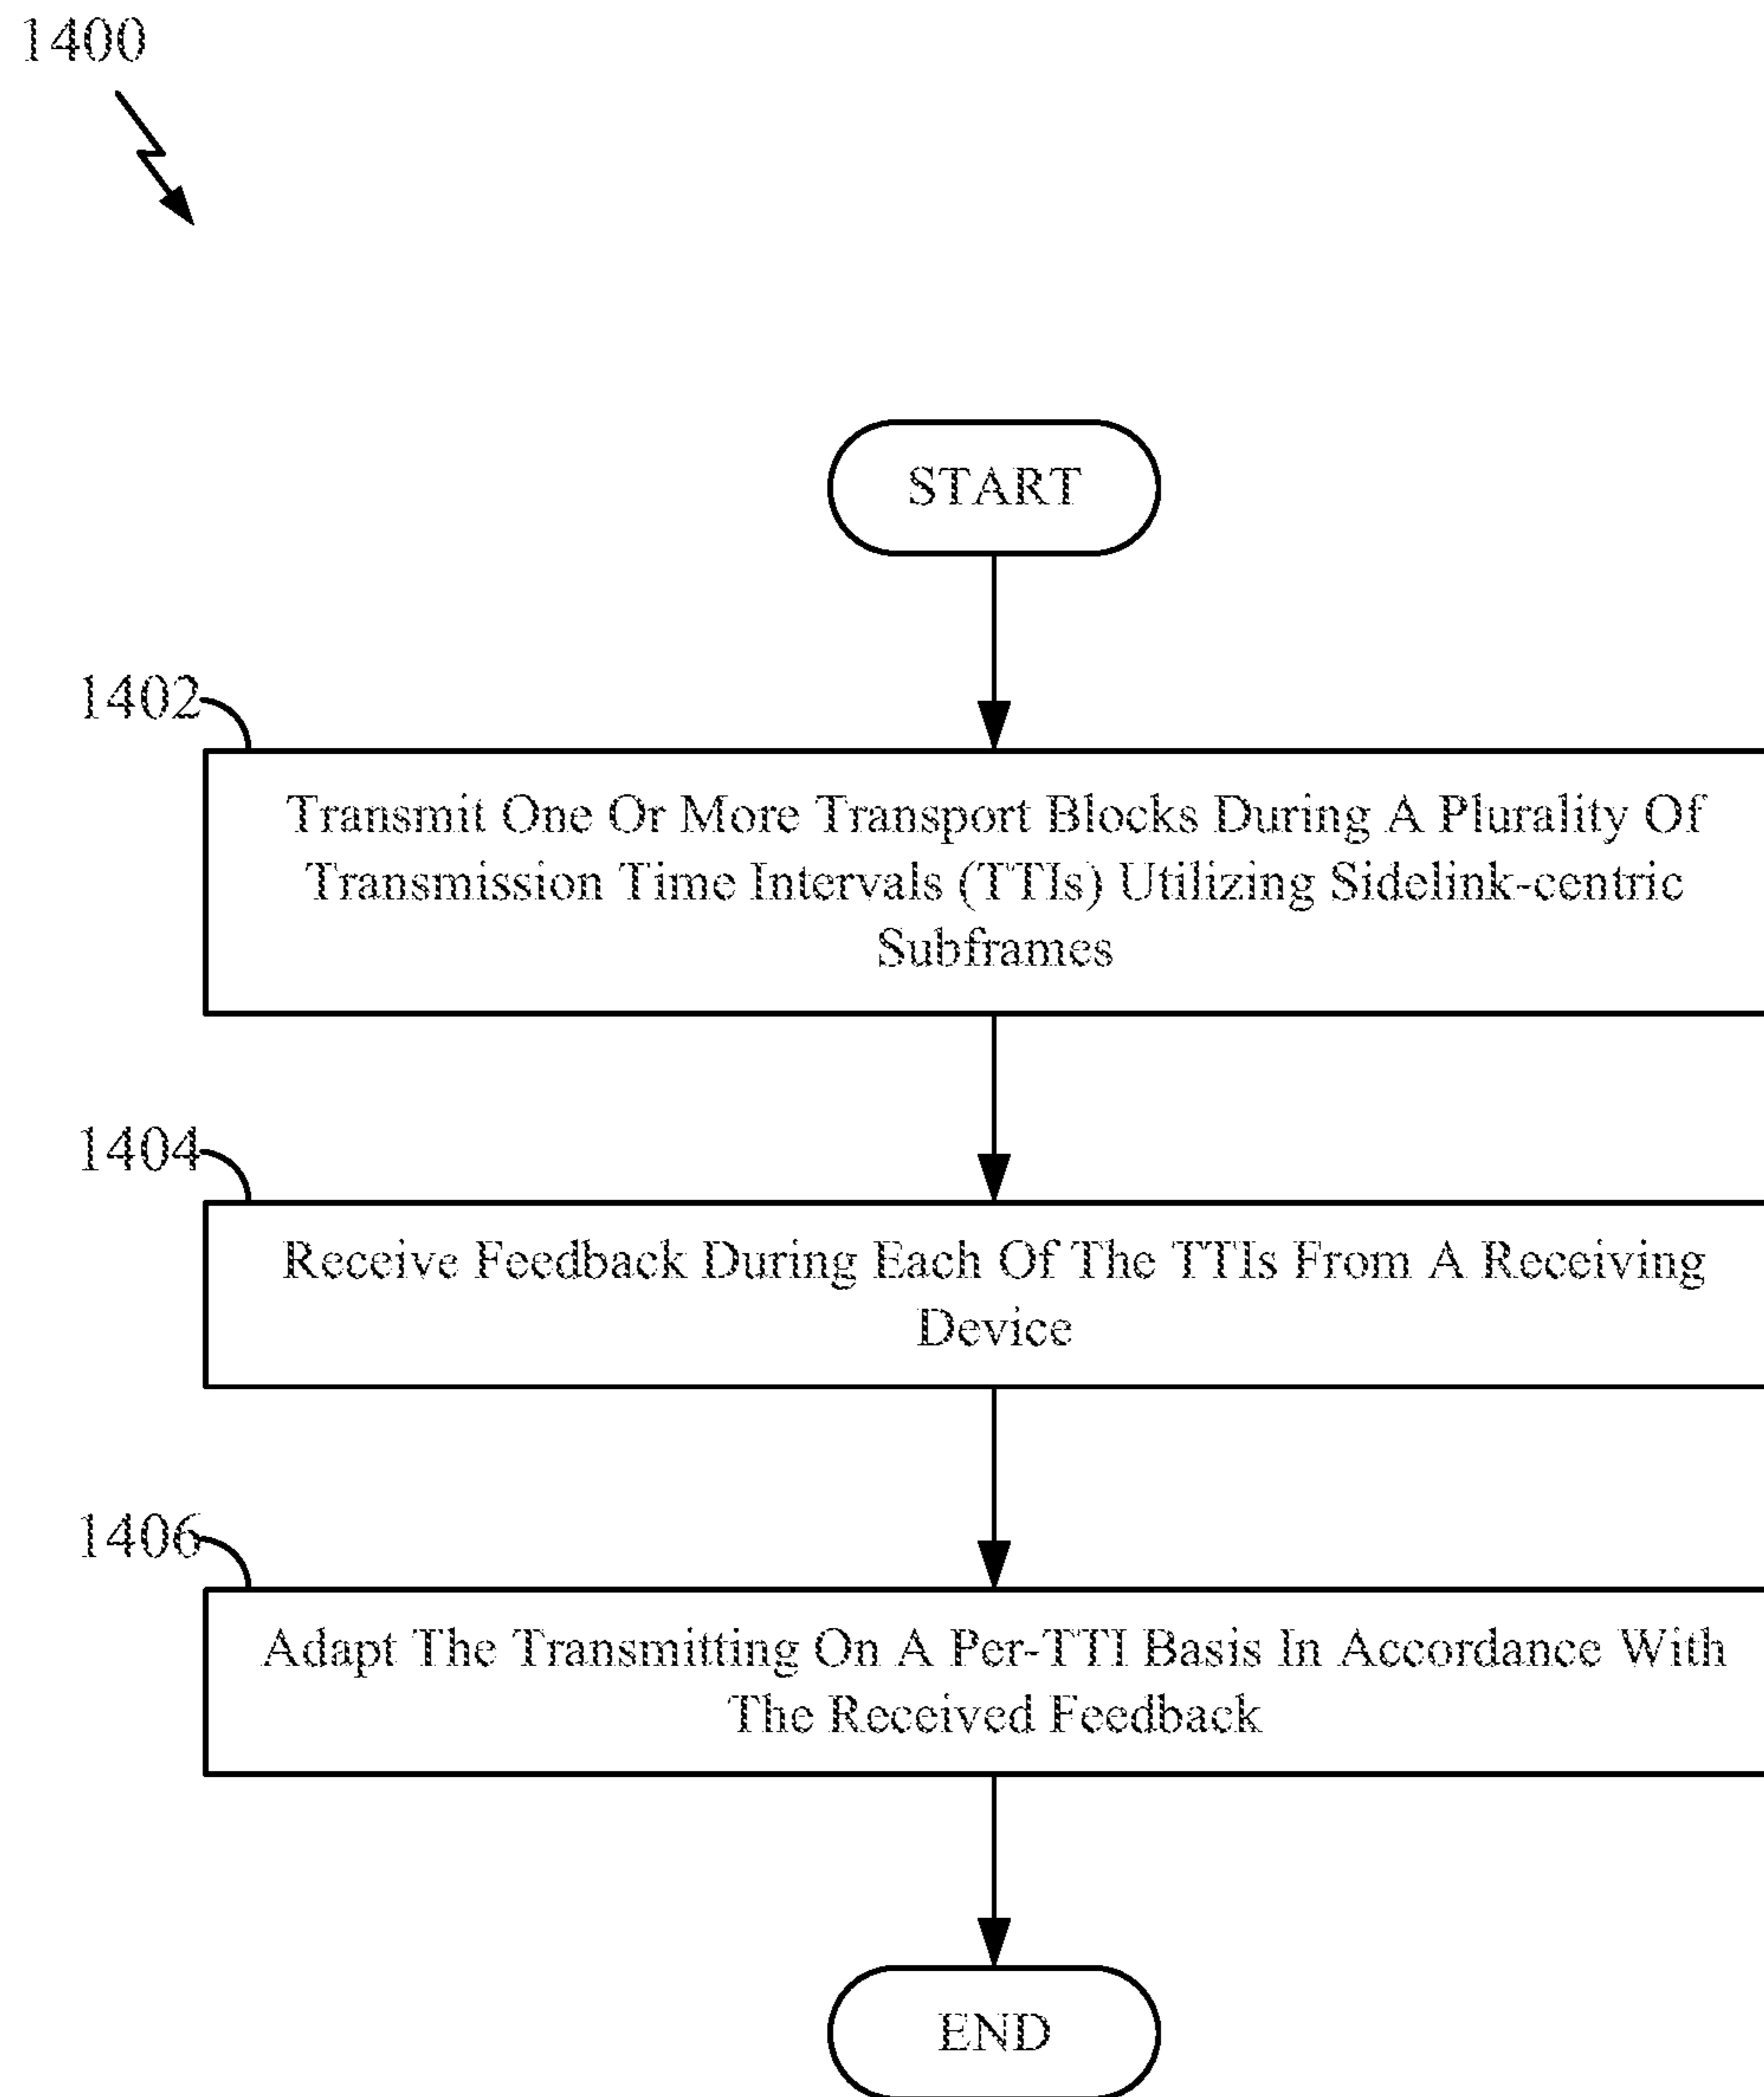 1400
START
1402
Transmit One Or More Transport Blocks During A Plurality Of
Transmission Time Intervals (TTIs) Utilizing Sidelink-centric
Subframes
1404
Receive Feedback During Each Of The TTIs From A Receiving
Device
1406
Adapt The Transmitting On A Per-TTI Basis In Accordance With
The Received Feedback
END